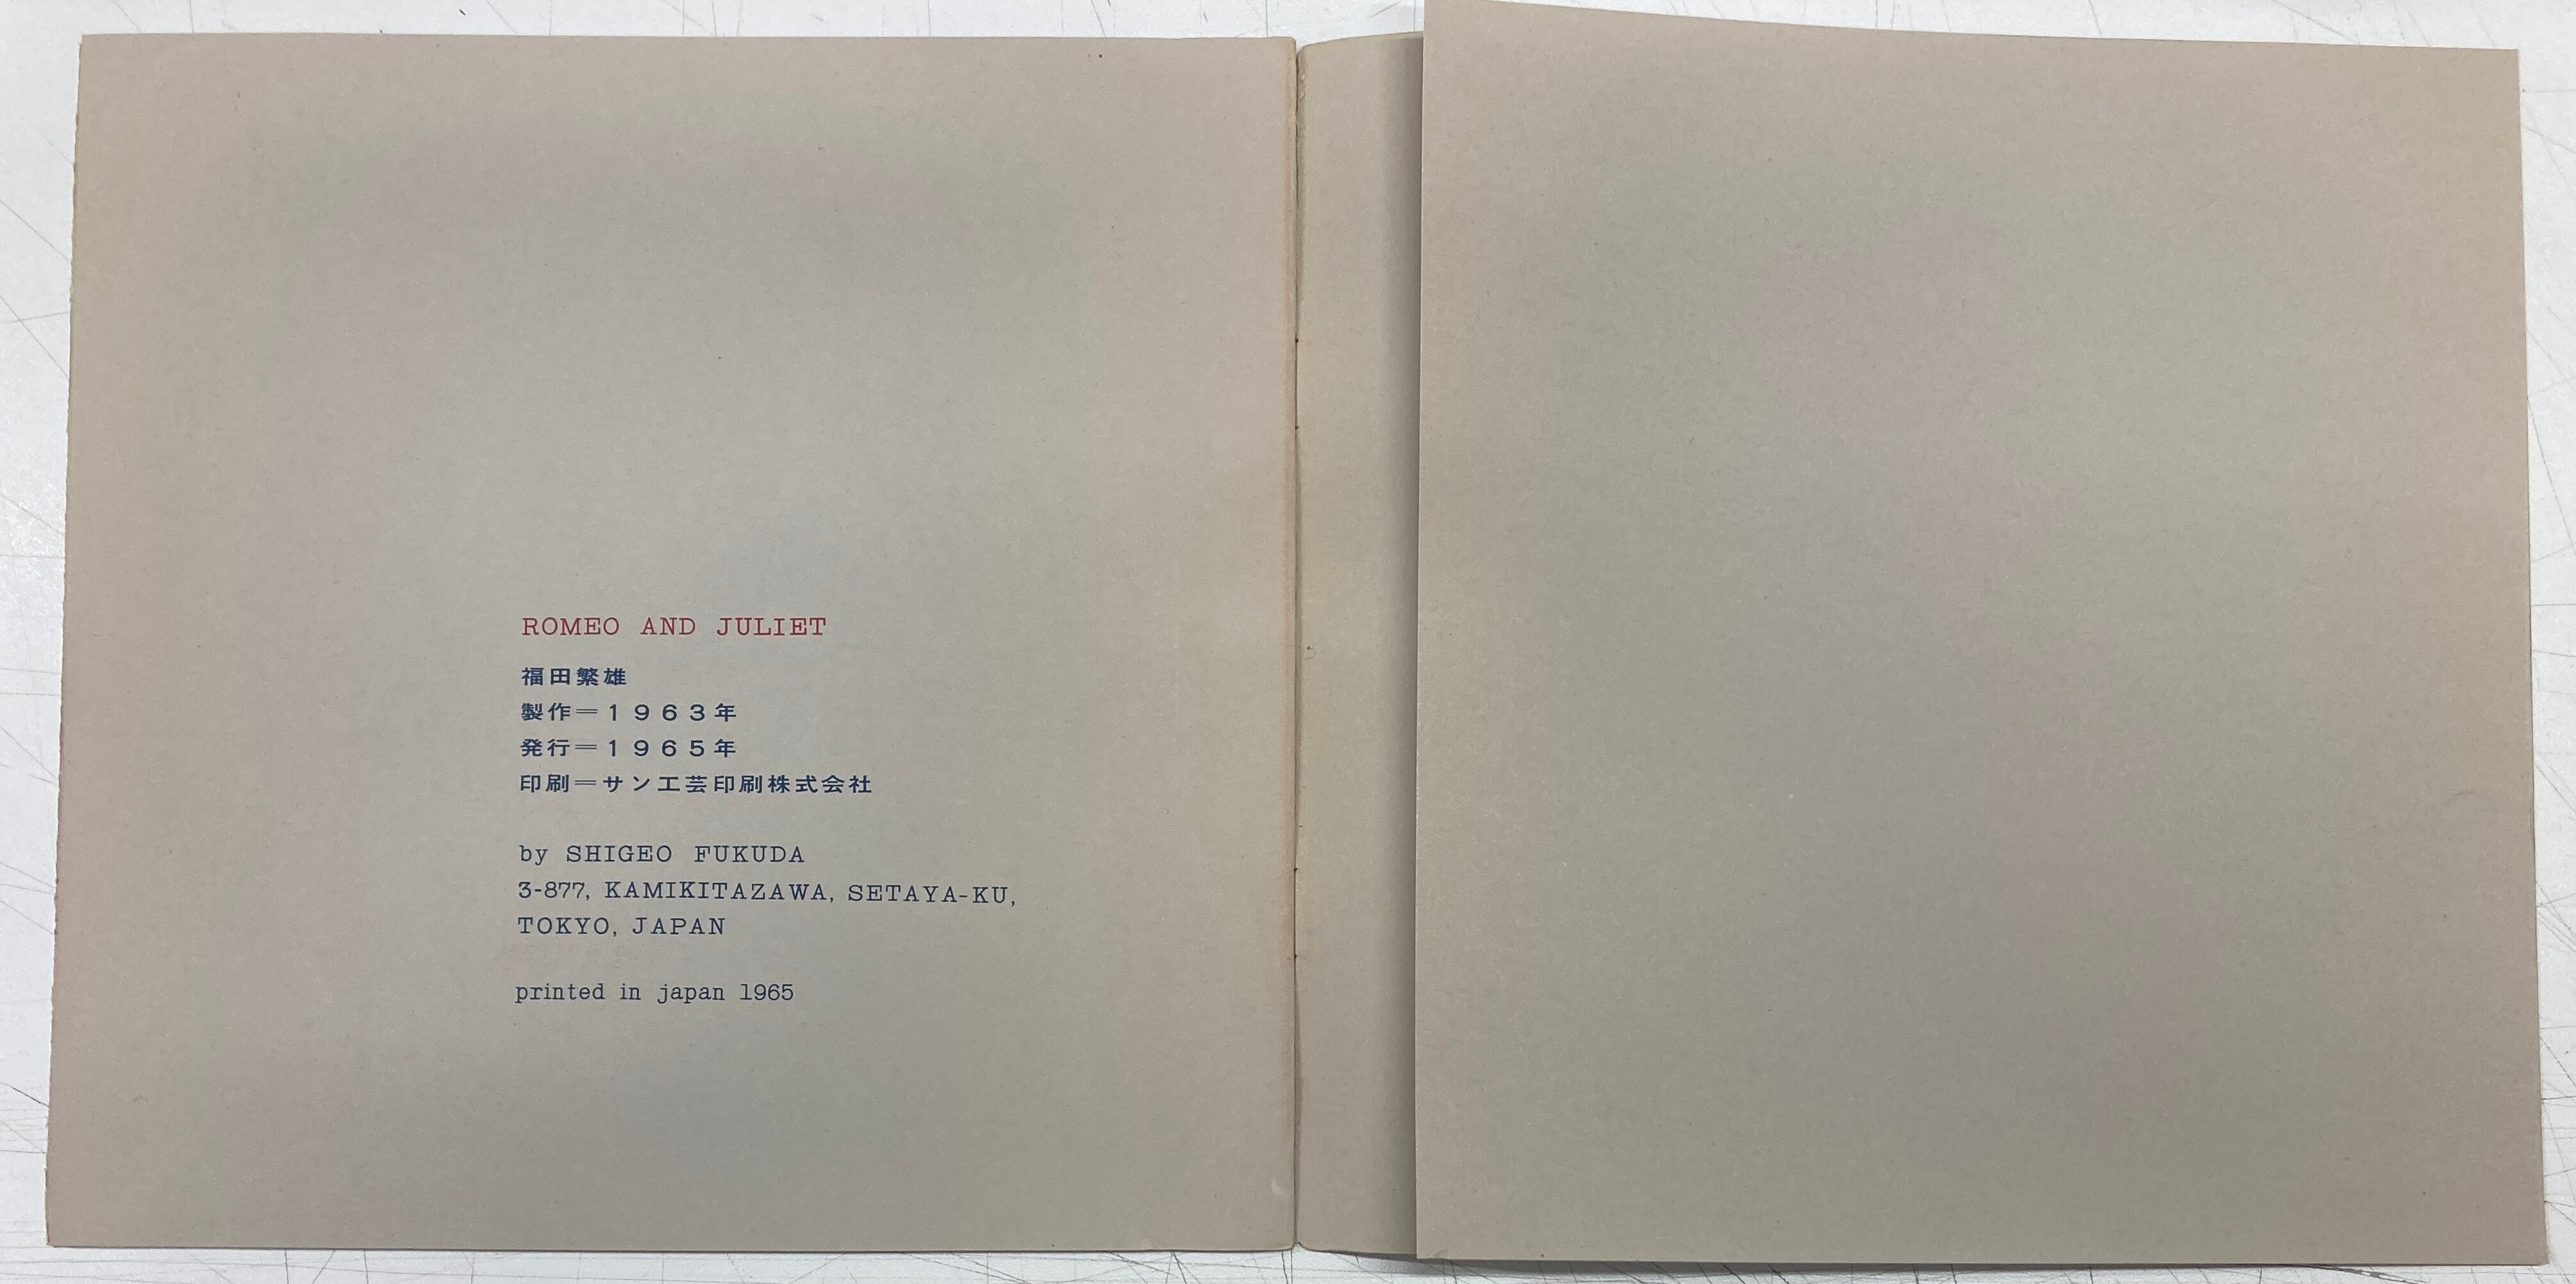 ROMEO AND JULIET
福田繁雄
製作＝１９６３年
発行＝１９６５年
印刷＝サン工芸印刷株式会社
by SHIGEO FUKUDA
3-877, KAMIKITAZAWA, SETAYA-KU,
TOKYO, JAPAN
printed in japan 1965